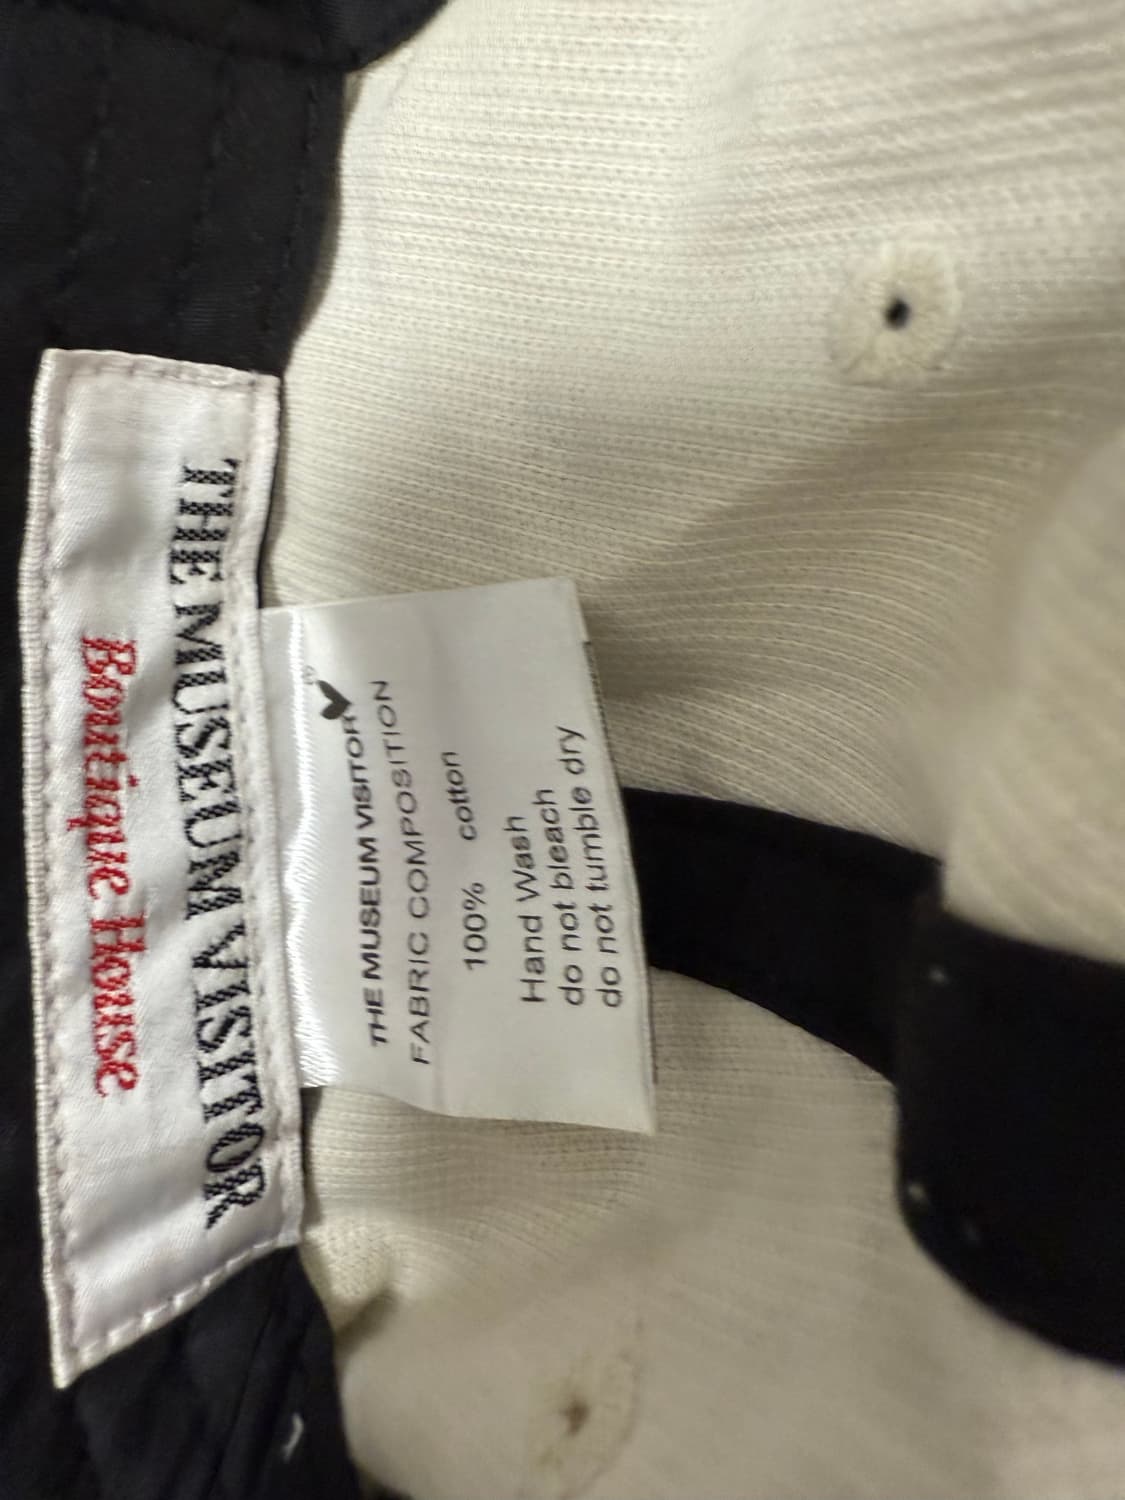 THE MUSEUM VISITOR
Boutique House
®
THE MUSEUM VISITOR
FABRIC COMPOSITION
100% cotton
Hand Wash
do not bleach
do not tumble dry